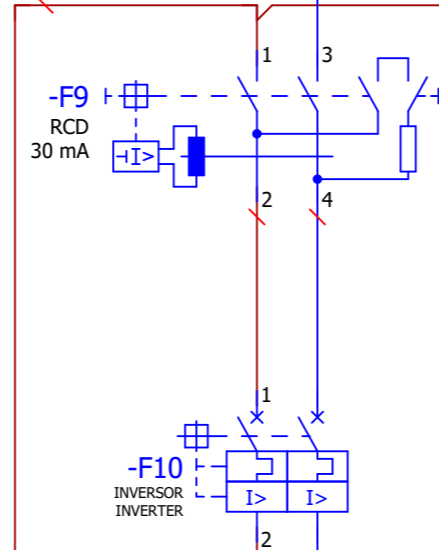 1 3
-F9
RCD
30 mA
I>
2 4
1
-F10
INVERSOR
INVERTER
I> I>
2